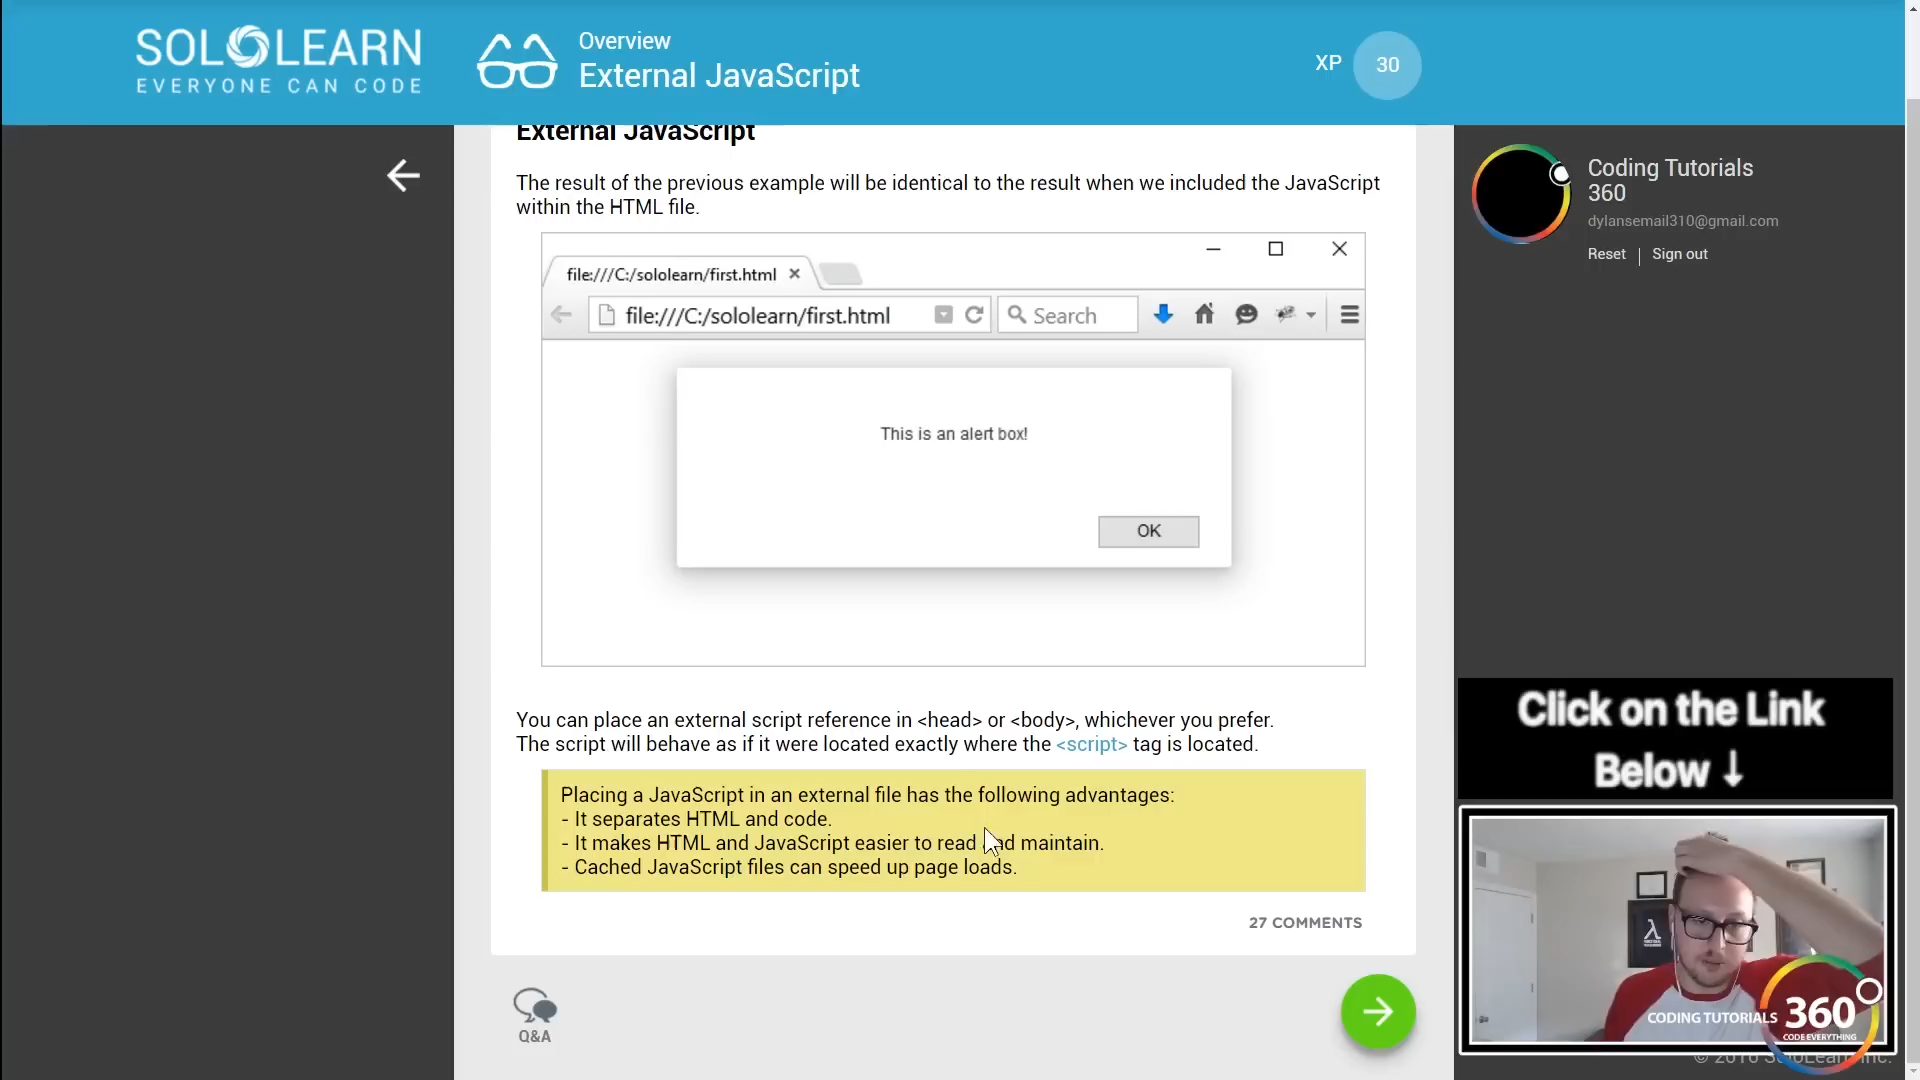 SOLOLEARN
EVERYONE CAN CODE
Overview
External JavaScript
XP 30
External JavaScript
The result of the previous example will be identical to the result when we included the JavaScript
within the HTML file.
file:///C:/sololearn/first.html
file:///C:/sololearn/first.html
Search
This is an alert box!
OK
You can place an external script reference in <head> or <body>, whichever you prefer.
The script will behave as if it were located exactly where the <script> tag is located.
Placing a JavaScript in an external file has the following advantages:
- It separates HTML and code.
- It makes HTML and JavaScript easier to read and maintain.
- Cached JavaScript files can speed up page loads.
27 COMMENTS
Q&A
Coding Tutorials
360
dylansemail310@gmail.com
Reset | Sign out
Click on the Link
Below ↓
λ
CODING TUTORIALS 360
CODE EVERYTHING
© 2016 SoloLearn Inc.